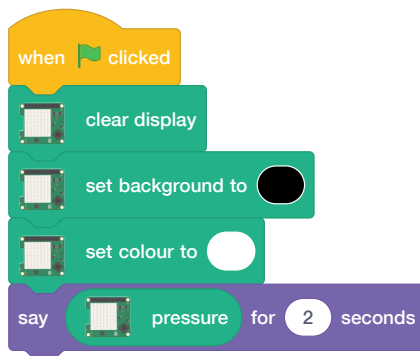 when clicked
clear display
set background to
set colour to
say pressure for 2 seconds